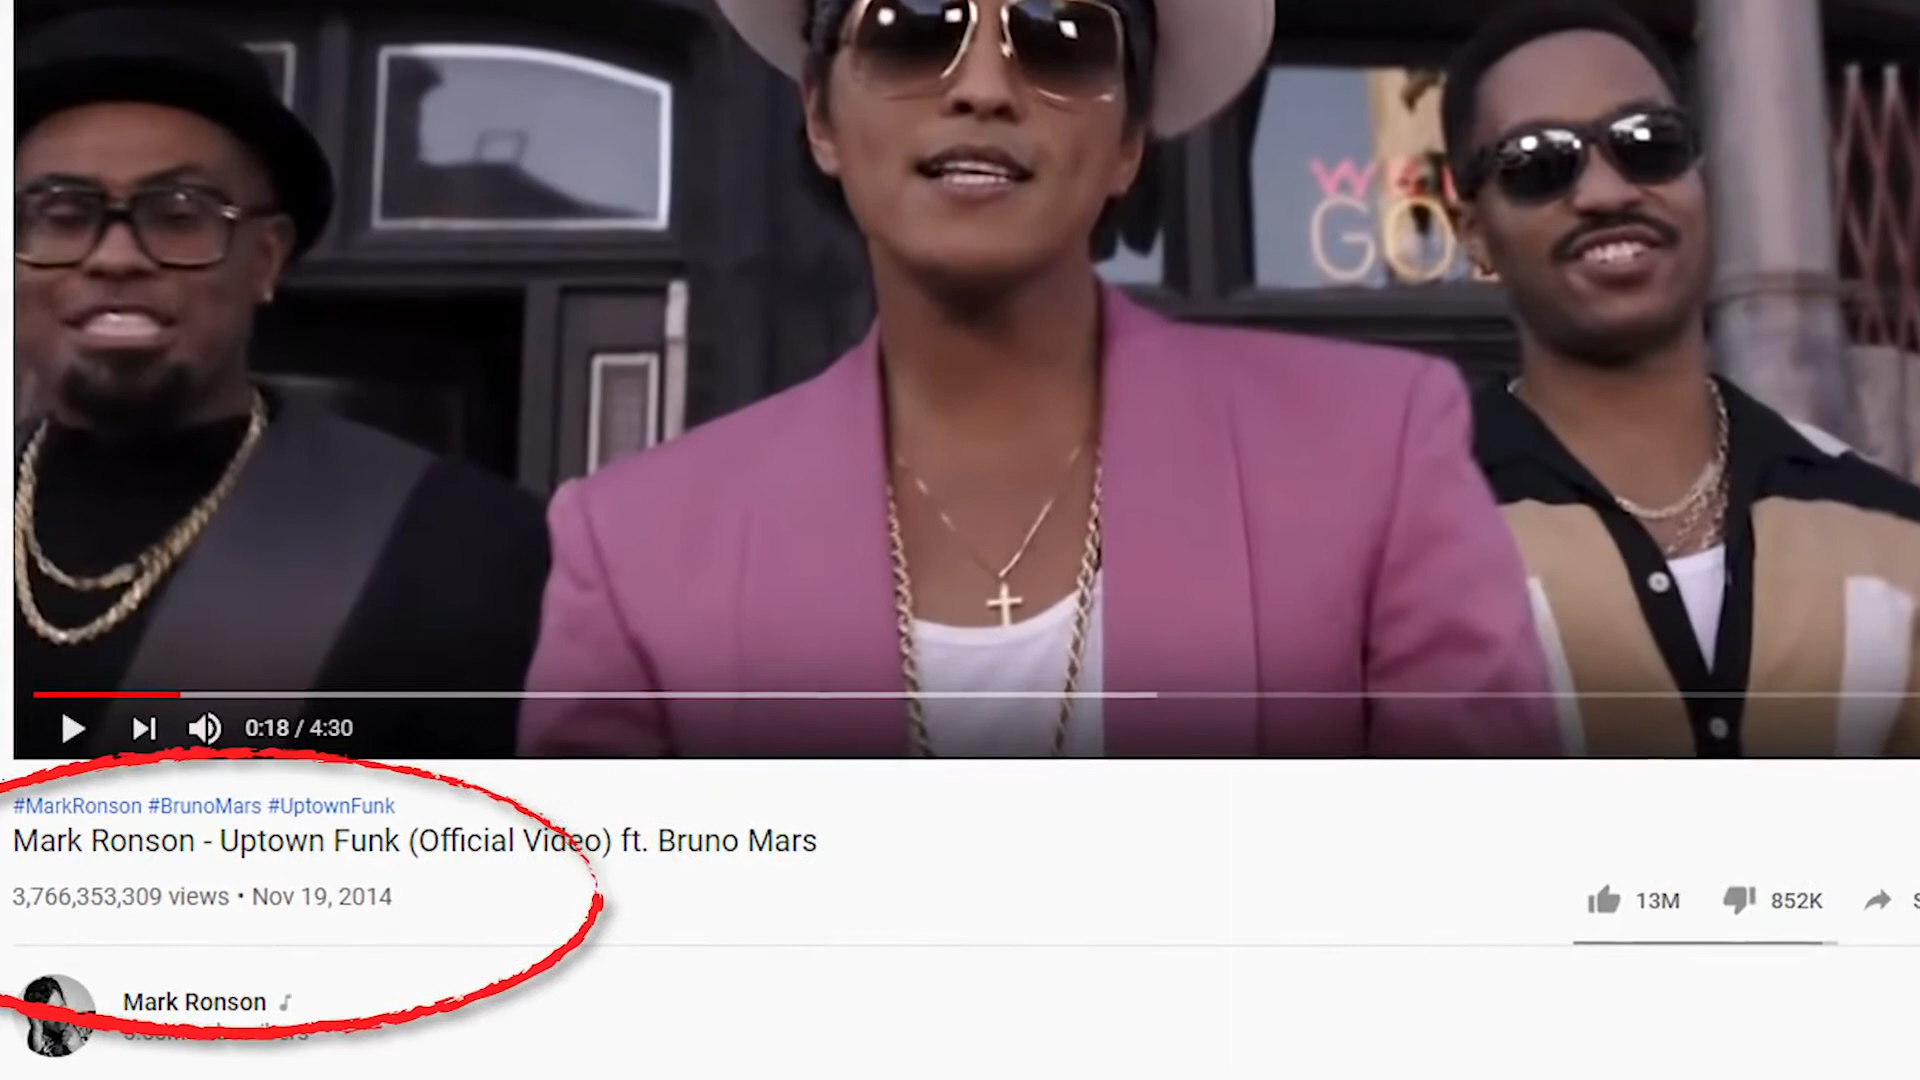 GO
0:18 / 4:30
#MarkRonson #BrunoMars #UptownFunk
Mark Ronson - Uptown Funk (Official Video) ft. Bruno Mars
3,766,353,309 views • Nov 19, 2014
13M
852K
Mark Ronson